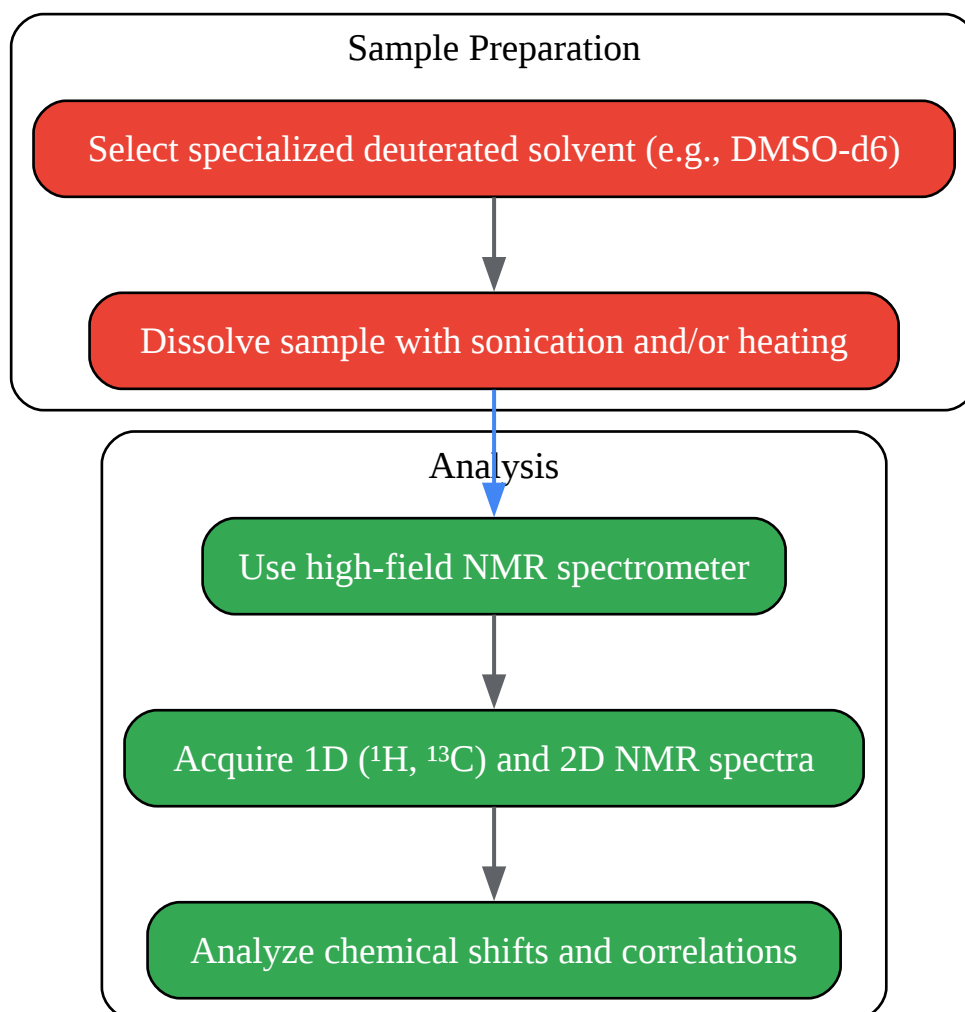 Sample Preparation
Select specialized deuterated solvent (e.g., DMSO-d6)
Dissolve sample with sonication and/or heating
Analysis
Use high-field NMR spectrometer
Acquire 1D (¹H, ¹³C) and 2D NMR spectra
Analyze chemical shifts and correlations